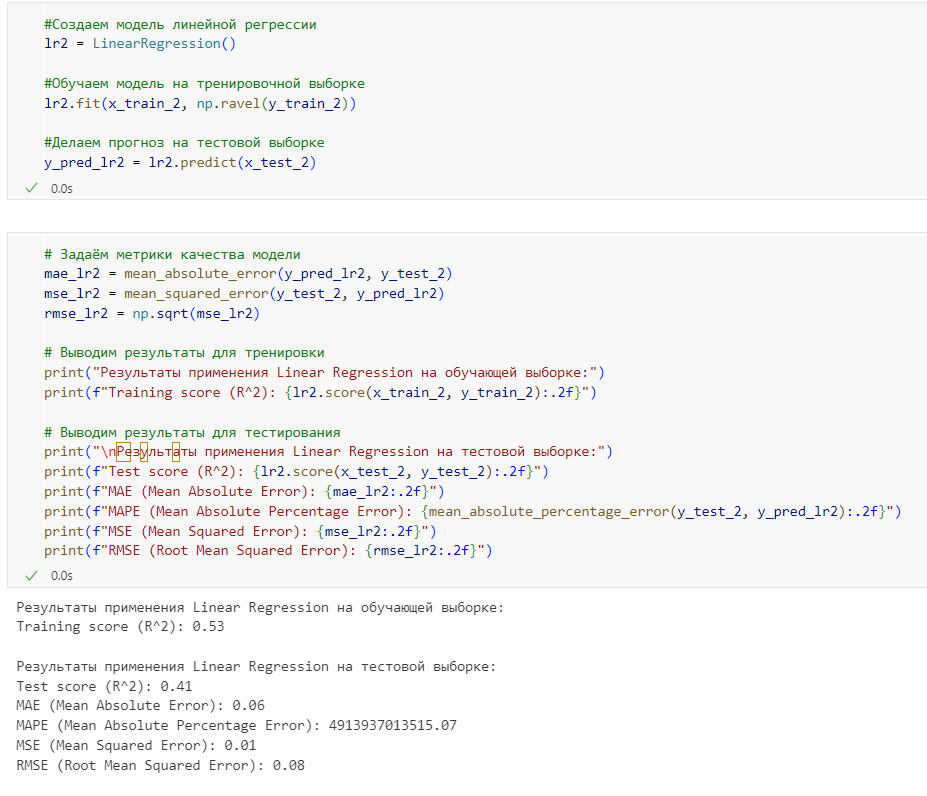 #Создаем модель линейной регрессии
lr2 = LinearRegression()
#Обучаем модель на тренировочной выборке
lr2.fit(x_train_2, np.ravel(y_train_2))
#Делаем прогноз на тестовой выборке
y_pred_lr2 = lr2.predict(x_test_2)
✓ 0.0s
# Задаём метрики качества модели
mae_lr2 = mean_absolute_error(y_pred_lr2, y_test_2)
mse_lr2 = mean_squared_error(y_test_2, y_pred_lr2)
rmse_lr2 = np.sqrt(mse_lr2)
# Выводим результаты для тренировки
print("Результаты применения Linear Regression на обучающей выборке:")
print(f"Training score (R^2): {lr2.score(x_train_2, y_train_2):.2f}")
# Выводим результаты для тестирования
print("\nРезультаты применения Linear Regression на тестовой выборке:")
print(f"Test score (R^2): {lr2.score(x_test_2, y_test_2):.2f}")
print(f"MAE (Mean Absolute Error): {mae_lr2:.2f}")
print(f"MAPE (Mean Absolute Percentage Error): {mean_absolute_percentage_error(y_test_2, y_pred_lr2):.2f}")
print(f"MSE (Mean Squared Error): {mse_lr2:.2f}")
print(f"RMSE (Root Mean Squared Error): {rmse_lr2:.2f}")
✓ 0.0s
Результаты применения Linear Regression на обучающей выборке:
Training score (R^2): 0.53
Результаты применения Linear Regression на тестовой выборке:
Test score (R^2): 0.41
MAE (Mean Absolute Error): 0.06
MAPE (Mean Absolute Percentage Error): 4913937013515.07
MSE (Mean Squared Error): 0.01
RMSE (Root Mean Squared Error): 0.08